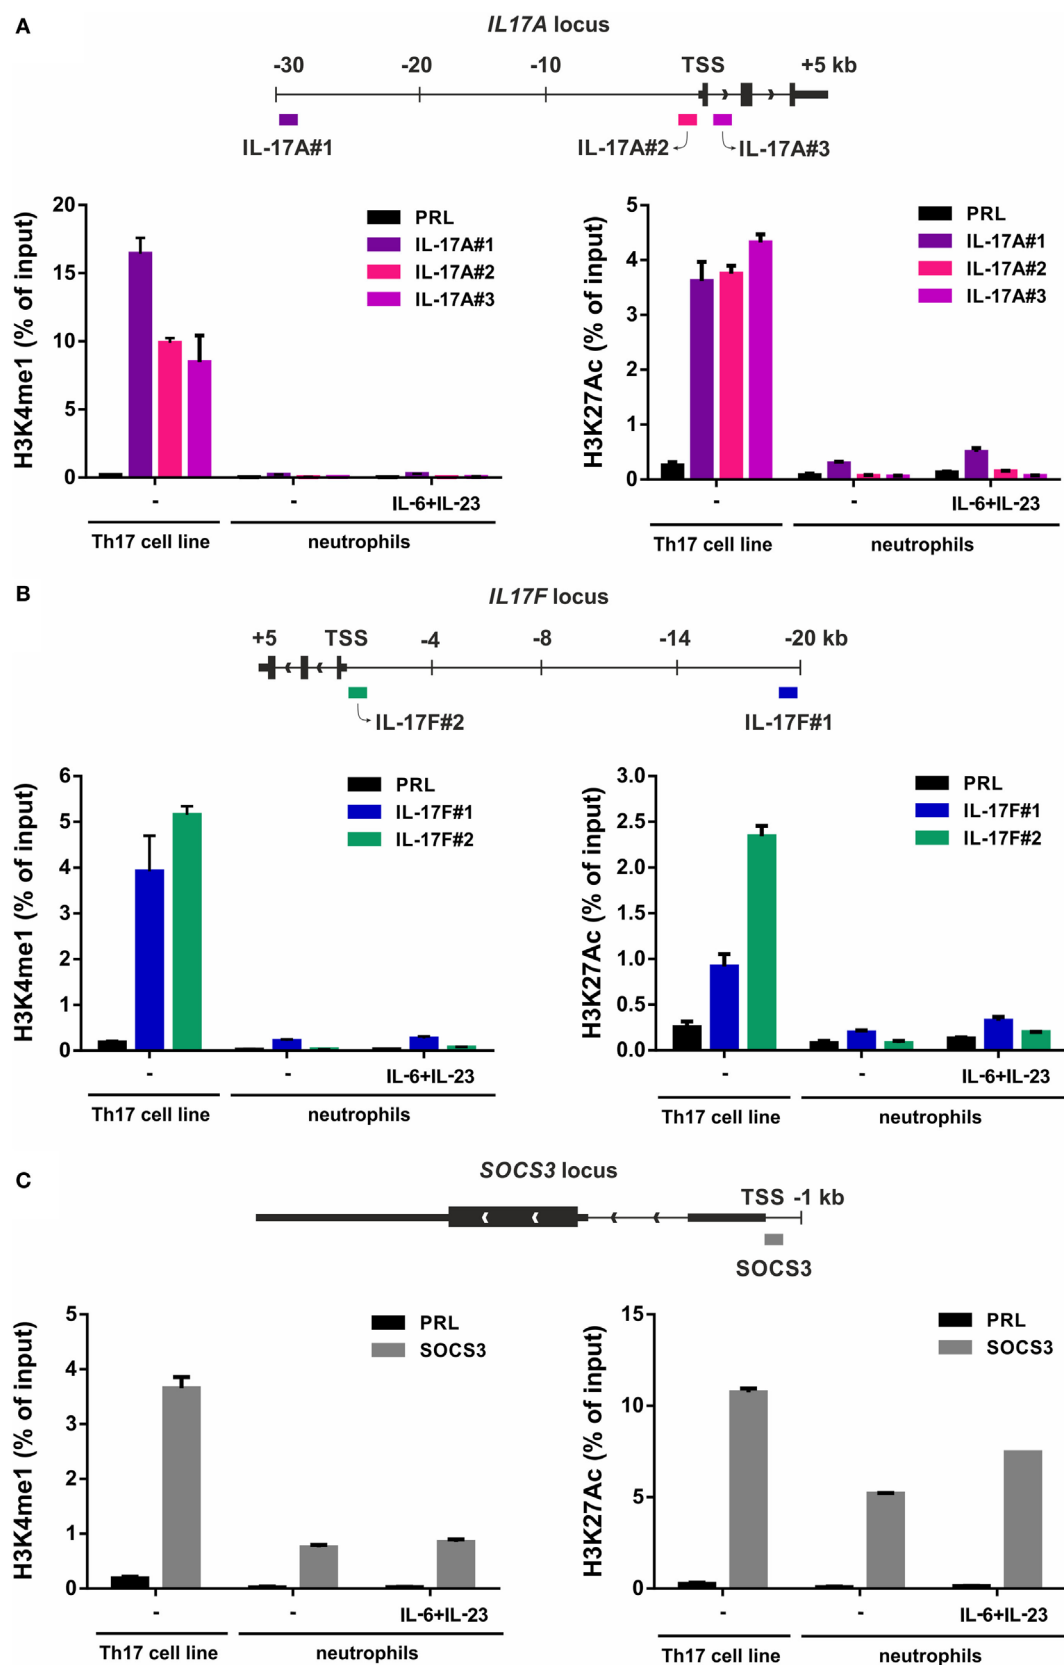 A
IL17A locus
-30 -20 -10 TSS +5 kb
IL-17A#1 IL-17A#2 IL-17A#3
H3K4me1 (% of input)
20
15
10
5
0
PRL
IL-17A#1
IL-17A#2
IL-17A#3
- - IL-6+IL-23
Th17 cell line neutrophils
H3K27Ac (% of input)
5
4
3
2
1
0
PRL
IL-17A#1
IL-17A#2
IL-17A#3
- - IL-6+IL-23
Th17 cell line neutrophils
B
IL17F locus
+5 TSS -4 -8 -14 -20 kb
IL-17F#2 IL-17F#1
H3K4me1 (% of input)
6
5
4
3
2
1
0
PRL
IL-17F#1
IL-17F#2
- - IL-6+IL-23
Th17 cell line neutrophils
H3K27Ac (% of input)
3.0
2.5
2.0
1.5
1.0
0.5
0.0
PRL
IL-17F#1
IL-17F#2
- - IL-6+IL-23
Th17 cell line neutrophils
C
SOCS3 locus
TSS -1 kb
SOCS3
H3K4me1 (% of input)
5
4
3
2
1
0
PRL
SOCS3
- - IL-6+IL-23
Th17 cell line neutrophils
H3K27Ac (% of input)
15
10
5
0
PRL
SOCS3
- - IL-6+IL-23
Th17 cell line neutrophils